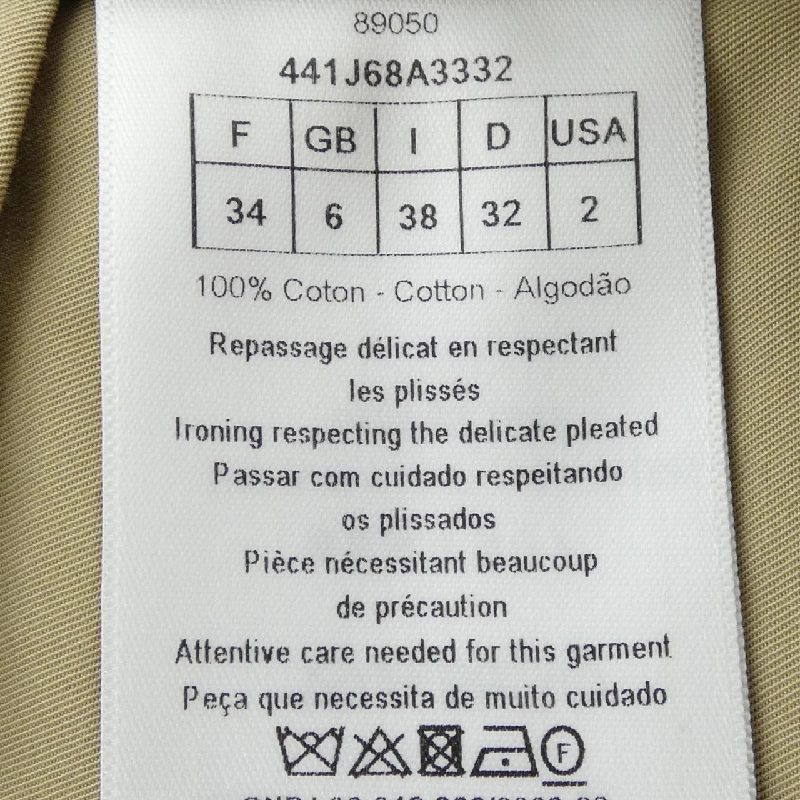 89050
441J68A3332
F GB I D USA
34 6 38 32 2
100% Coton - Cotton - Algodão
Repassage délicat en respectant
les plissés
Ironing respecting the delicate pleated
Passar com cuidado respeitando
os plissados
Pièce nécessitant beaucoup
de précaution
Attentive care needed for this garment
Peça que necessita de muito cuidado
F